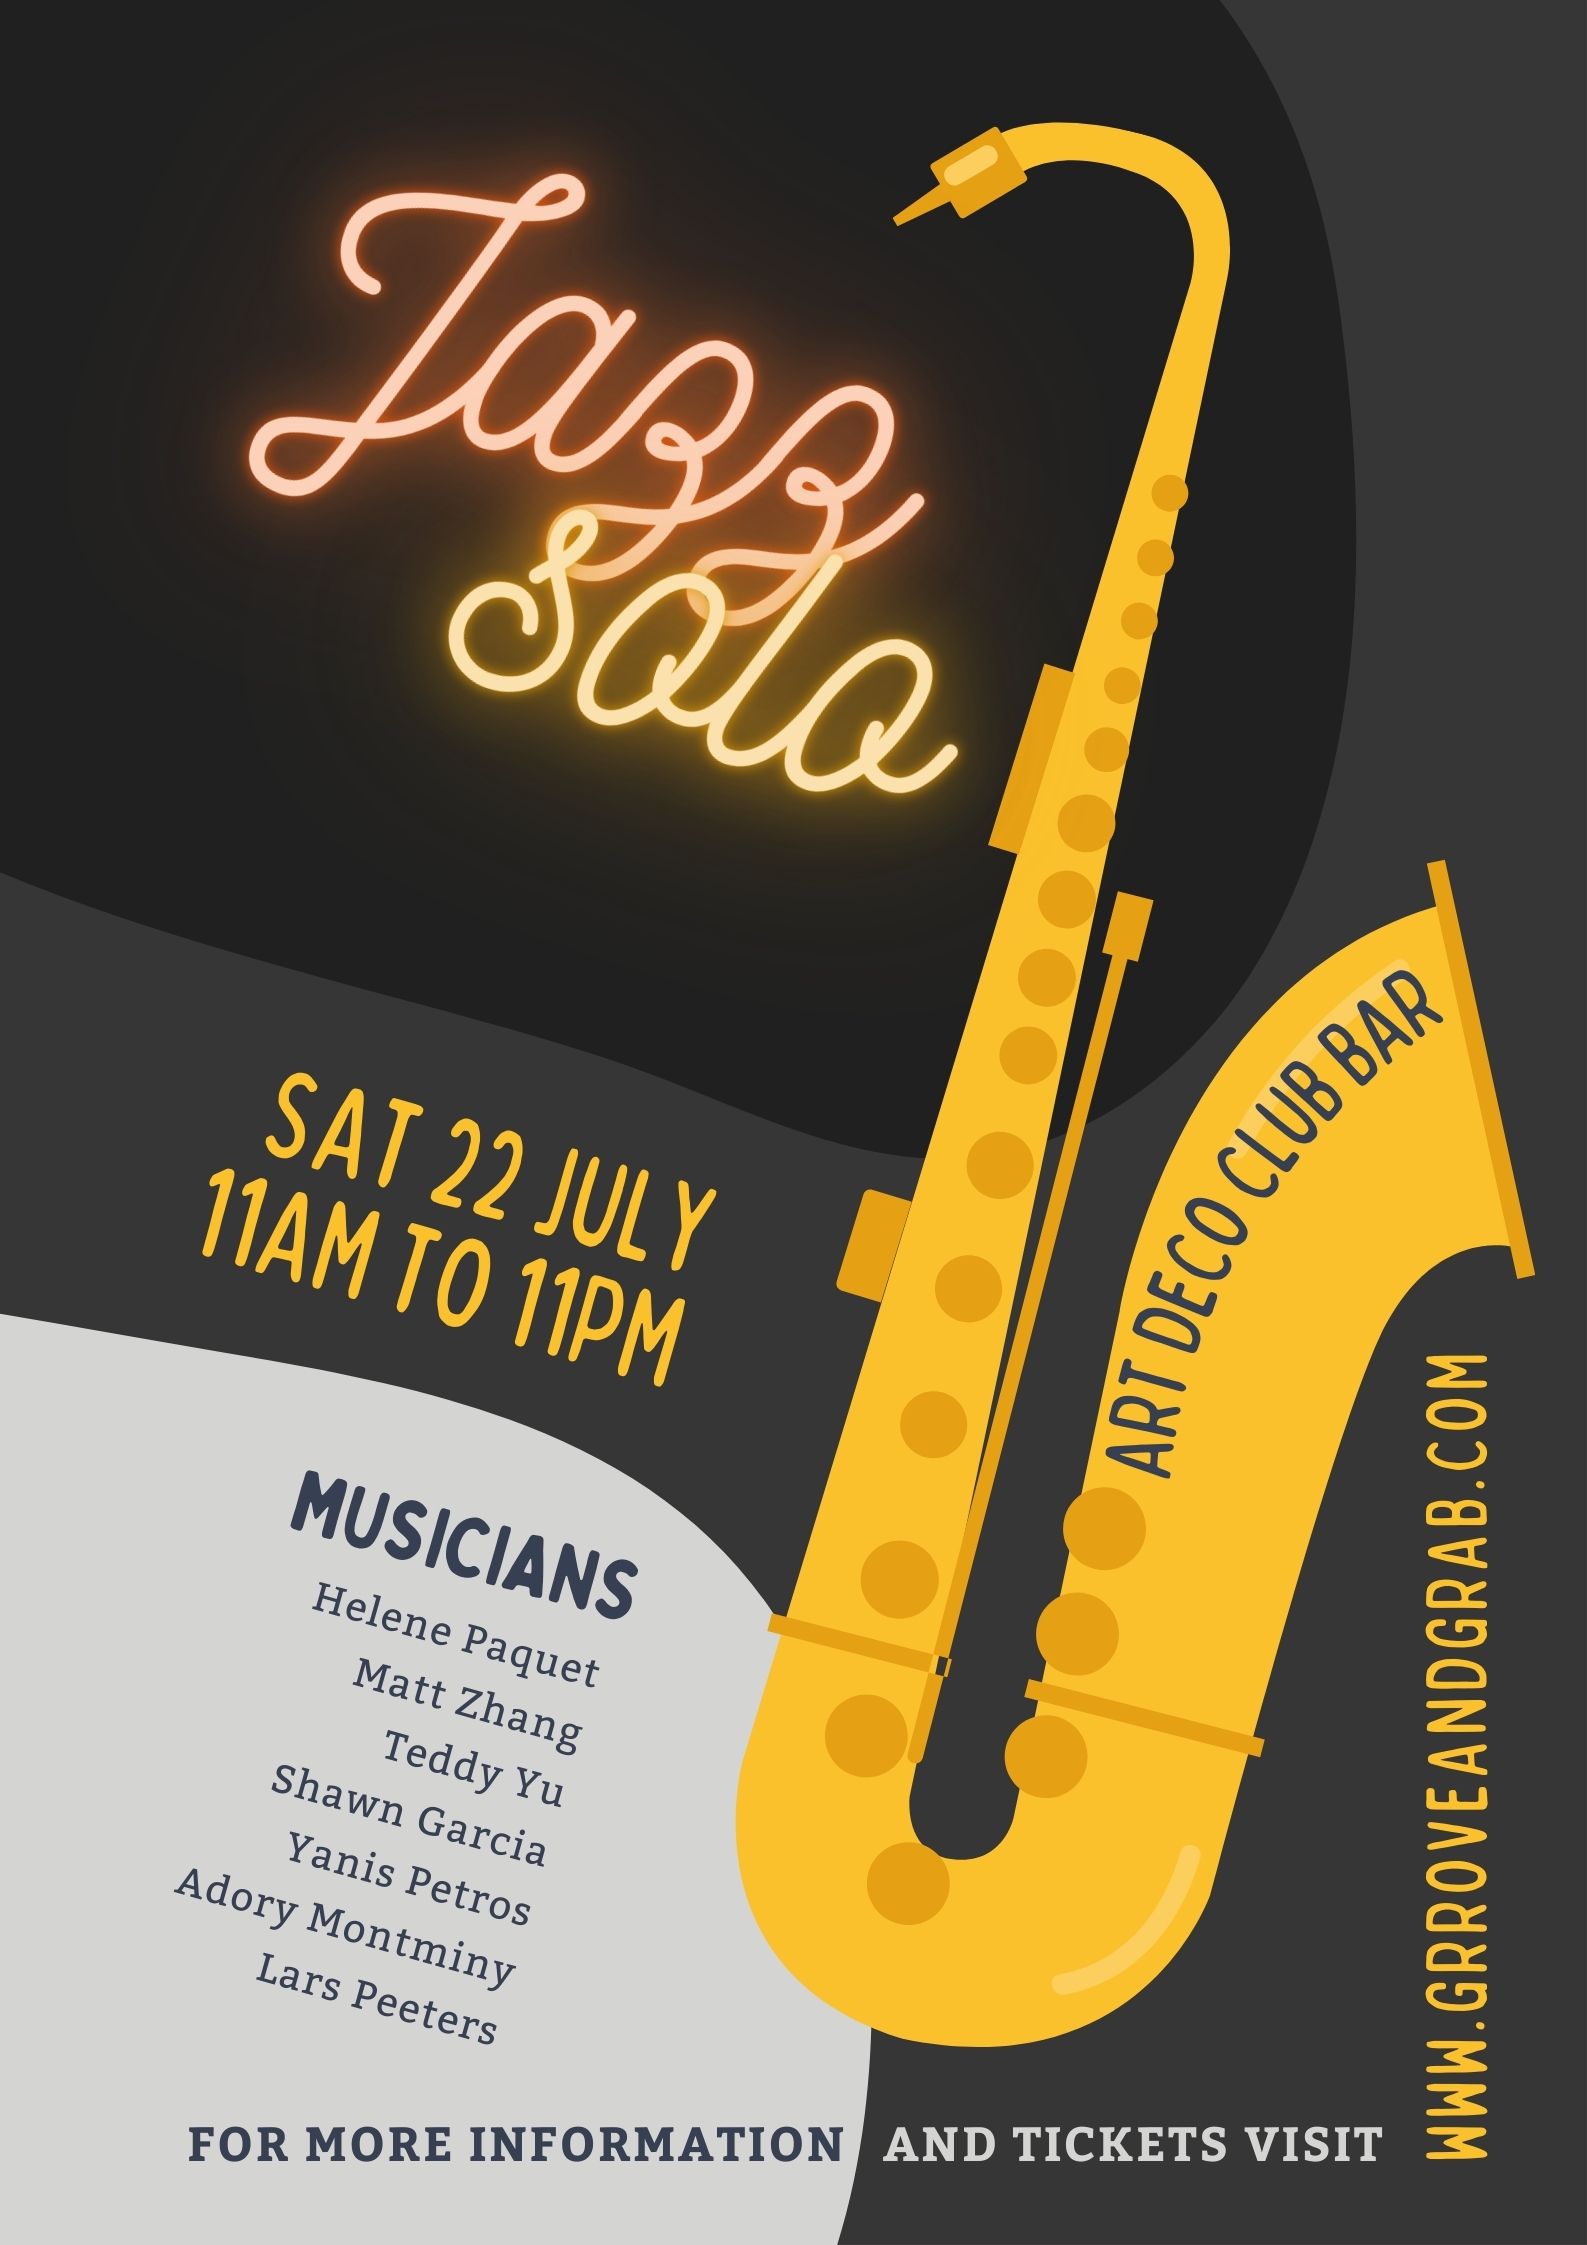 Jazz
Solo
SAT 22 JULY
11AM TO 11PM
ART DECO CLUB BAR
MUSICIANS
Helene Paquet
Matt Zhang
Teddy Yu
Shawn Garcia
Yanis Petros
Adory Montminy
Lars Peeters
FOR MORE INFORMATION AND TICKETS VISIT
WWW.GRROVEANDGRAB.COM